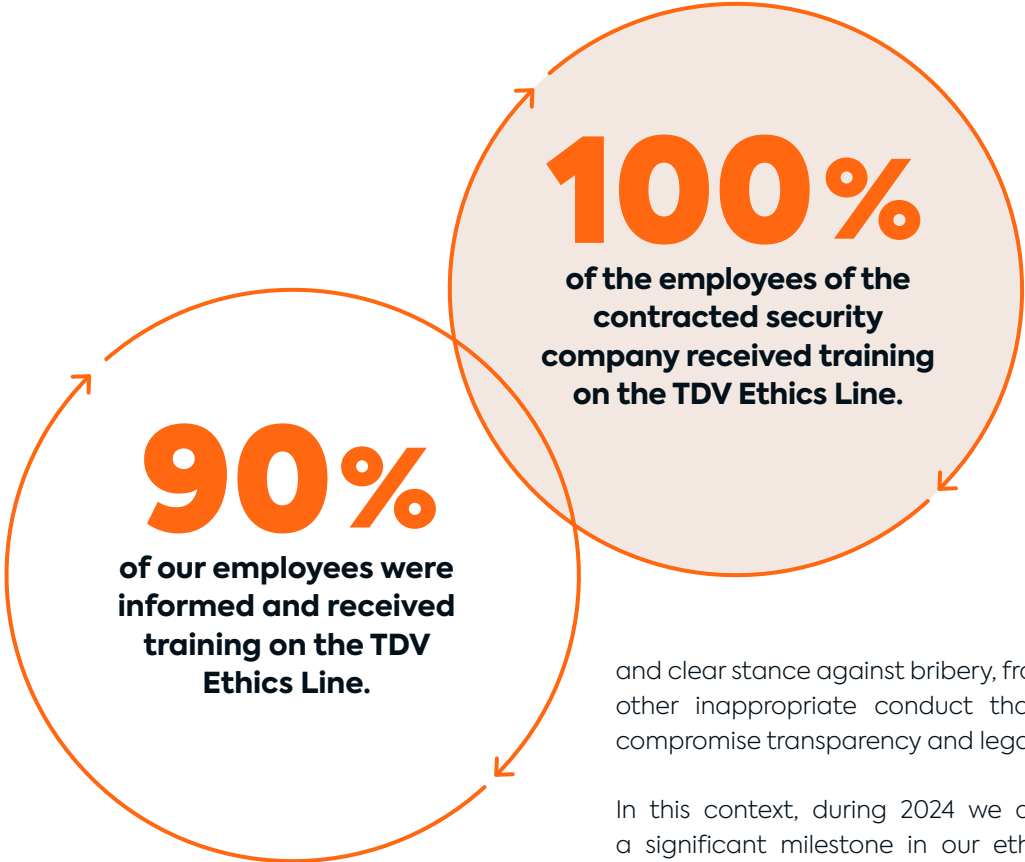 100%
of the employees of the
contracted security
company received training
on the TDV Ethics Line.
90%
of our employees were
informed and received
training on the TDV
Ethics Line.
and clear stance against bribery,
other inappropriate conduct
compromise transparency and
In this context, during 2024 we
a significant milestone in our